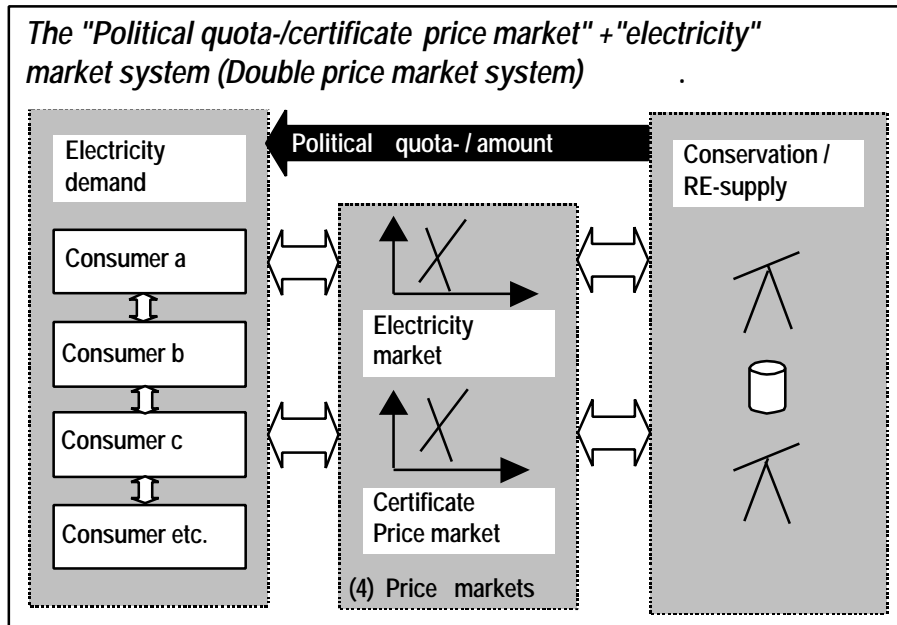 The "Political quota-/certificate price market" +"electricity"
market system (Double price market system) .
Political quota- / amount
Electricity
demand
Consumer a
Consumer b
Consumer c
Consumer etc.
Electricity
market
Certificate
Price market
(4) Price markets
Conservation /
RE-supply